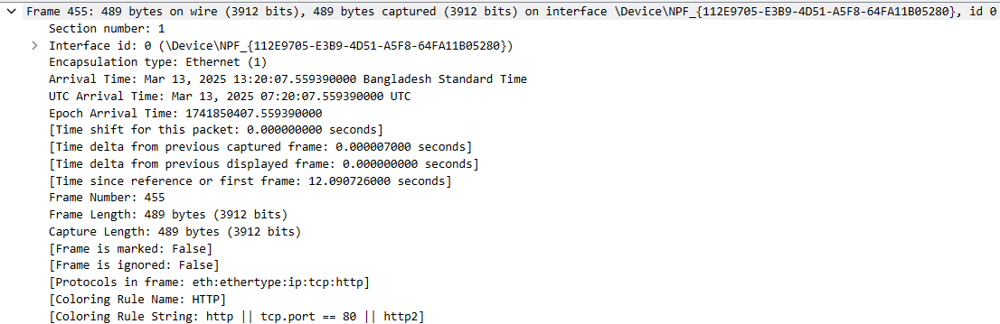 Frame 455: 489 bytes on wire (3912 bits), 489 bytes captured (3912 bits) on interface \Device\NPF_{112E9705-E3B9-4D51-A5F8-64FA11B05280}, id 0
Section number: 1
Interface id: 0 (\Device\NPF_{112E9705-E3B9-4D51-A5F8-64FA11B05280})
Encapsulation type: Ethernet (1)
Arrival Time: Mar 13, 2025 13:20:07.559390000 Bangladesh Standard Time
UTC Arrival Time: Mar 13, 2025 07:20:07.559390000 UTC
Epoch Arrival Time: 1741850407.559390000
[Time shift for this packet: 0.000000000 seconds]
[Time delta from previous captured frame: 0.000007000 seconds]
[Time delta from previous displayed frame: 0.000000000 seconds]
[Time since reference or first frame: 12.090726000 seconds]
Frame Number: 455
Frame Length: 489 bytes (3912 bits)
Capture Length: 489 bytes (3912 bits)
[Frame is marked: False]
[Frame is ignored: False]
[Protocols in frame: eth:ethertype:ip:tcp:http]
[Coloring Rule Name: HTTP]
[Coloring Rule String: http || tcp.port == 80 || http2]